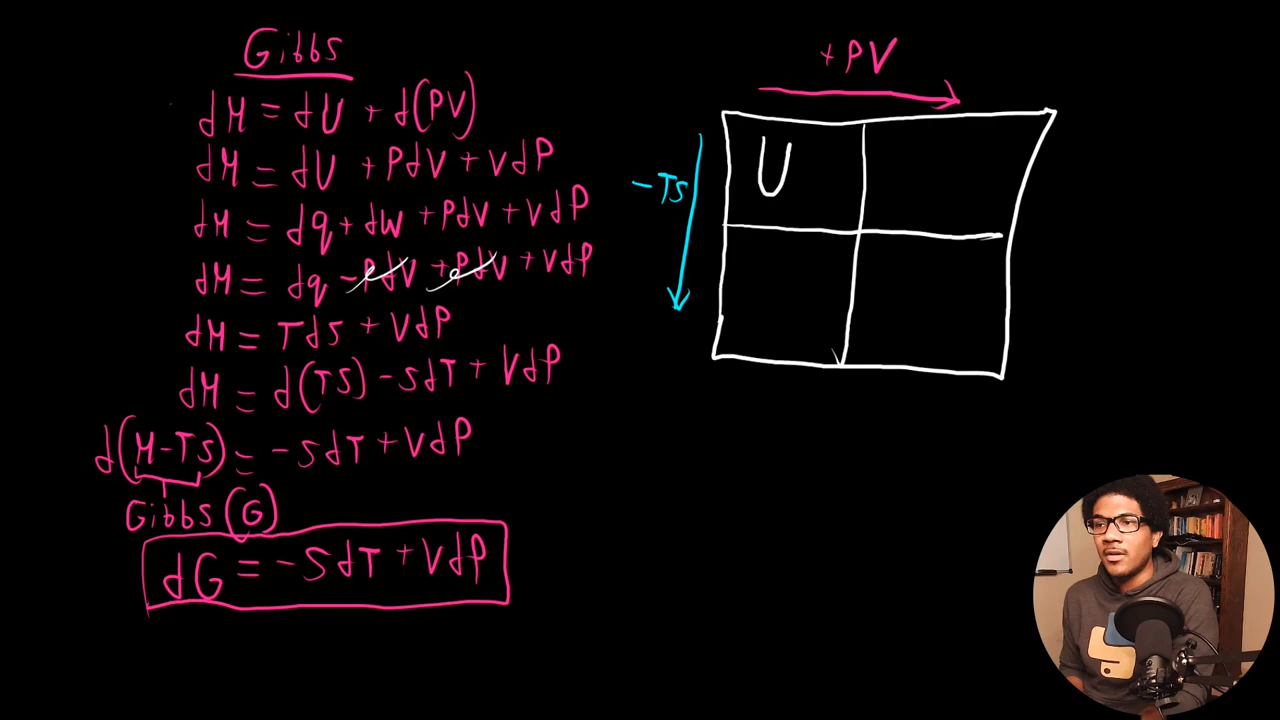 Gibbs
dH = dU + d(PV)
dH = dU + PdV + VdP
dH = dq + dw + PdV + VdP
dH = dq - PdV + PdV + VdP
dH = TdS + VdP
dH = d(TS) - SdT + VdP
d(H-TS) = -SdT + VdP
Gibbs (G)
dG = -SdT + VdP
+PV
-TS
U